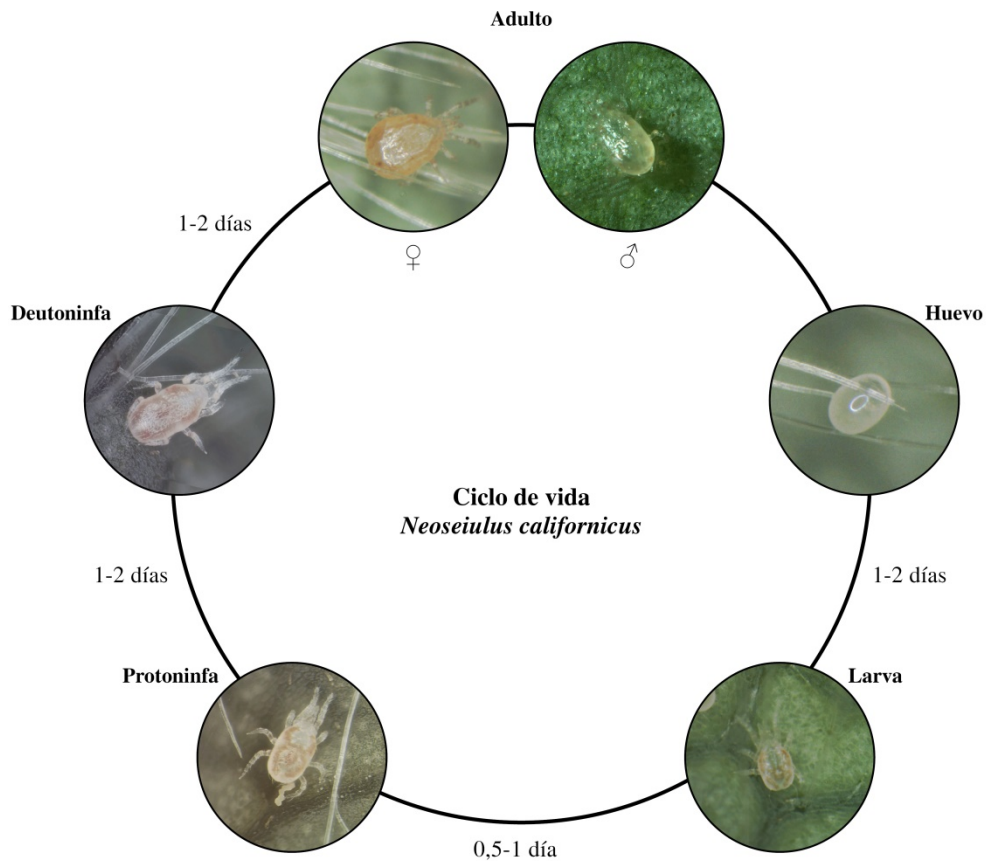 Adulto
♀
♂
1-2 días
Deutoninfa
Huevo
Ciclo de vida
Neoseiulus californicus
1-2 días
1-2 días
Protoninfa
Larva
0,5-1 día